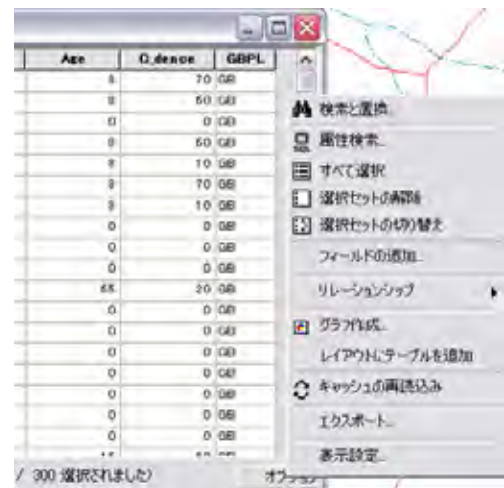 Age C_dence GBPL
8 70 GB
8 60 GB
0 0 GB
8 60 GB
8 10 GB
8 70 GB
8 10 GB
0 0 GB
0 0 GB
0 0 GB
65 20 GB
0 0 GB
0 0 GB
0 0 GB
0 0 GB
0 0 GB
0 0 GB
0 0 GB
/ 300 選択されました)
オプション
検索と置換...
属性検索...
すべて選択
選択セットの解除
選択セットの切り替え
フィールドの追加...
リレーションシップ
グラフ作成...
レイアウトにテーブルを追加
キャッシュの再読込み
エクスポート...
表示設定...